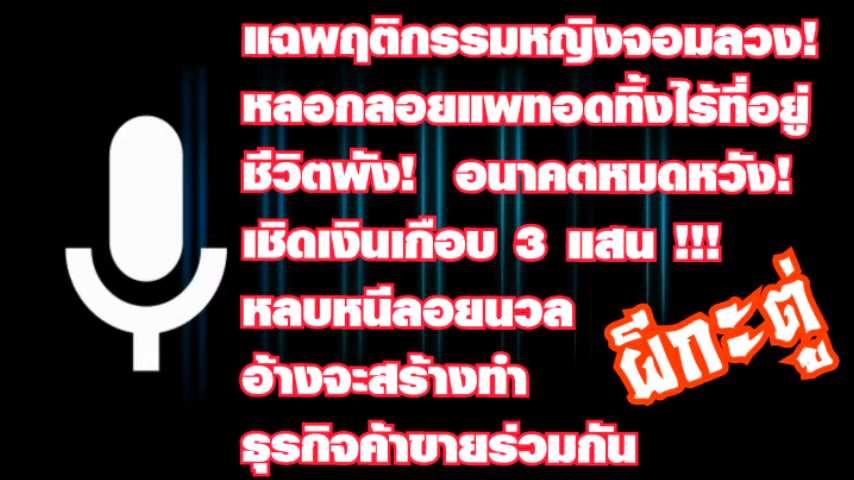 แฉพฤติกรรมหญิงจอมลวง!
หลอกลอยแพทอดทิ้งไร้ที่อยู่
ชีวิตพัง! อนาคตหมดหวัง!
เชิดเงินเกือบ 3 แสน !!!
หลบหนีลอยนวล
อ้างจะสร้างทำ
ธุรกิจค้าขายร่วมกัน
ผีกะตู่